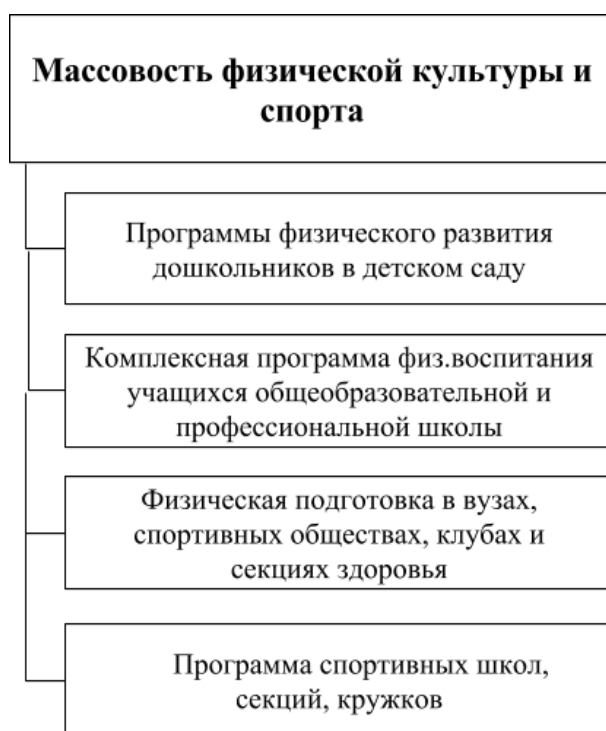 Массовость физической культуры и
спорта
Программы физического развития
дошкольников в детском саду
Комплексная программа физ.воспитания
учащихся общеобразовательной и
профессиональной школы
Физическая подготовка в вузах,
спортивных обществах, клубах и
секциях здоровья
Программа спортивных школ,
секций, кружков